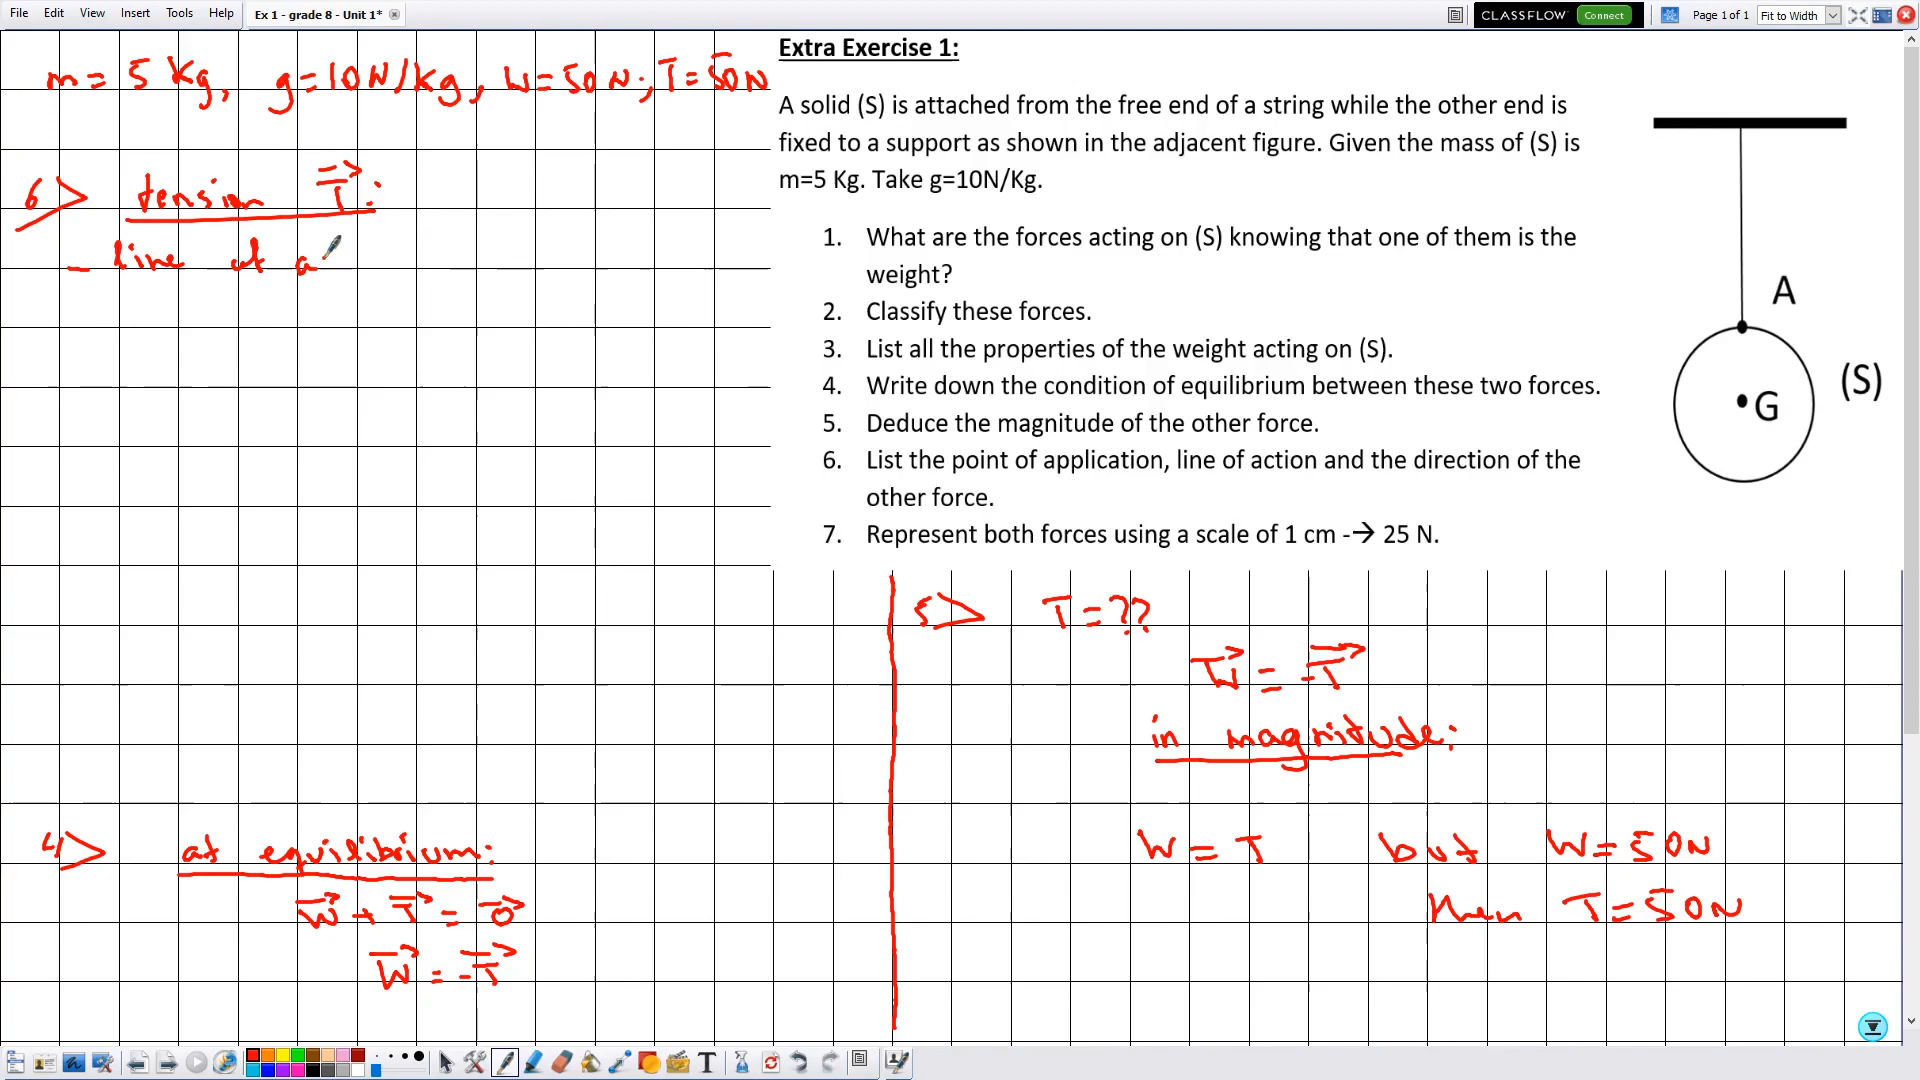 File Edit View Insert Tools Help Ex 1 - grade 8 - Unit 1* CLASSFLOW Connect Page 1 of 1 Fit to Width
m = 5 Kg, g = 10 N/Kg, W = 50 N; T = 50 N
6> tension T⃗:
- line of a
Extra Exercise 1:
A solid (S) is attached from the free end of a string while the other end is
fixed to a support as shown in the adjacent figure. Given the mass of (S) is
m=5 Kg. Take g=10N/Kg.
1. What are the forces acting on (S) knowing that one of them is the
weight?
2. Classify these forces.
3. List all the properties of the weight acting on (S).
4. Write down the condition of equilibrium between these two forces.
5. Deduce the magnitude of the other force.
6. List the point of application, line of action and the direction of the
other force.
7. Represent both forces using a scale of 1 cm -→ 25 N.
A
(S)
G
4> at equilibrium:
W⃗ + T⃗ = 0⃗
W⃗ = -T⃗
5> T = ??
W⃗ = -T⃗
in magnitude:
W = T but W = 50N
then T = 50N